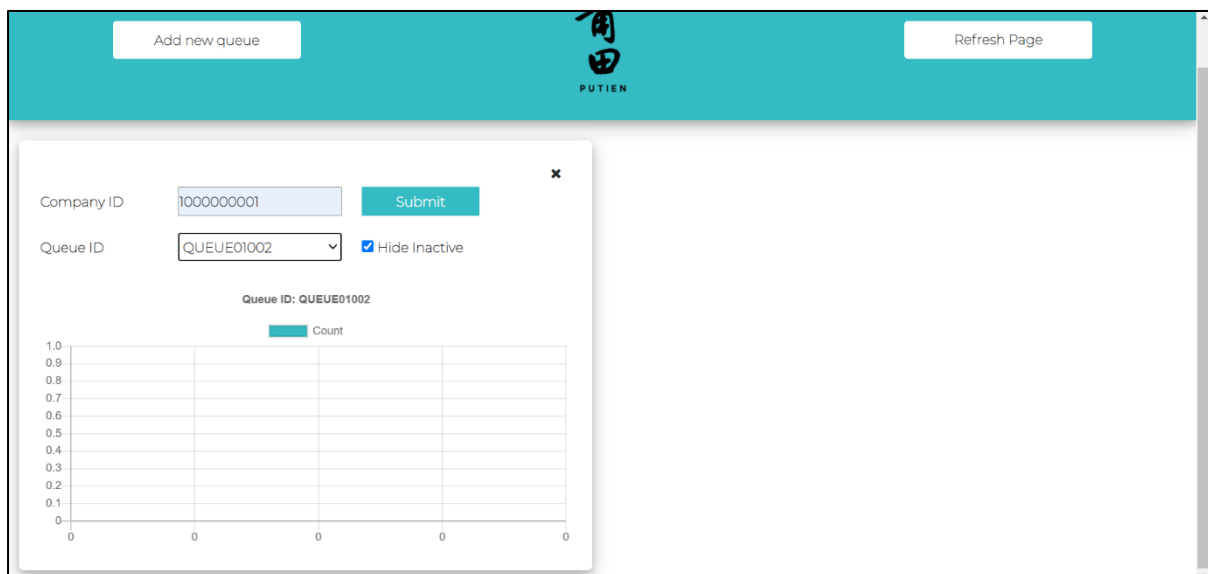 Add new queue
田
PUTIEN
Refresh Page
Company ID
1000000001
Submit
Queue ID
QUEUE01002
Hide Inactive
Queue ID: QUEUE01002
Count
1.0
0.9
0.8
0.7
0.6
0.5
0.4
0.3
0.2
0.1
0
0 0 0 0 0